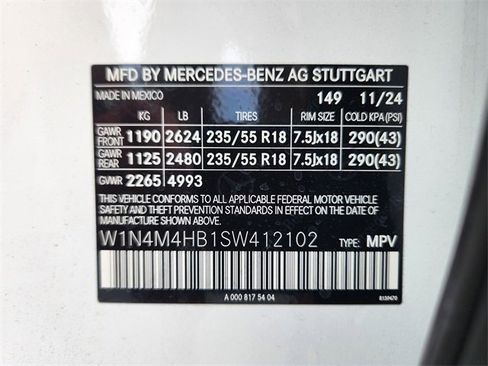 MFD BY MERCEDES-BENZ AG STUTTGART
MADE IN MEXICO 149 11/24
KG LB TIRES RIM SIZE COLD KPA (PSI)
GAWR FRONT 1190 2624 235/55 R18 7.5Jx18 290(43)
GAWR REAR 1125 2480 235/55 R18 7.5Jx18 290(43)
GVWR 2265 4993
THIS VEHICLE CONFORMS TO ALL APPLICABLE FEDERAL MOTOR VEHICLE
SAFETY AND THEFT PREVENTION STANDARDS IN EFFECT ON THE DATE OF
MANUFACTURE SHOWN ABOVE.
W1N4M4HB1SW412102 TYPE: MPV
A 000 817 54 04